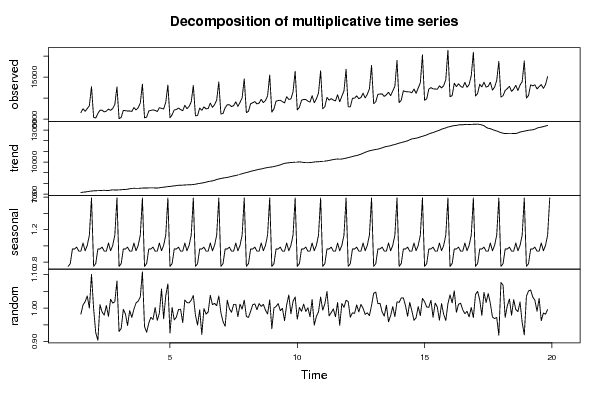 Decomposition of multiplicative time series
observed
15000
trend
10000
seasonal
1.2
0.8
random
1.10
1.00
0.90
5
10
15
20
Time